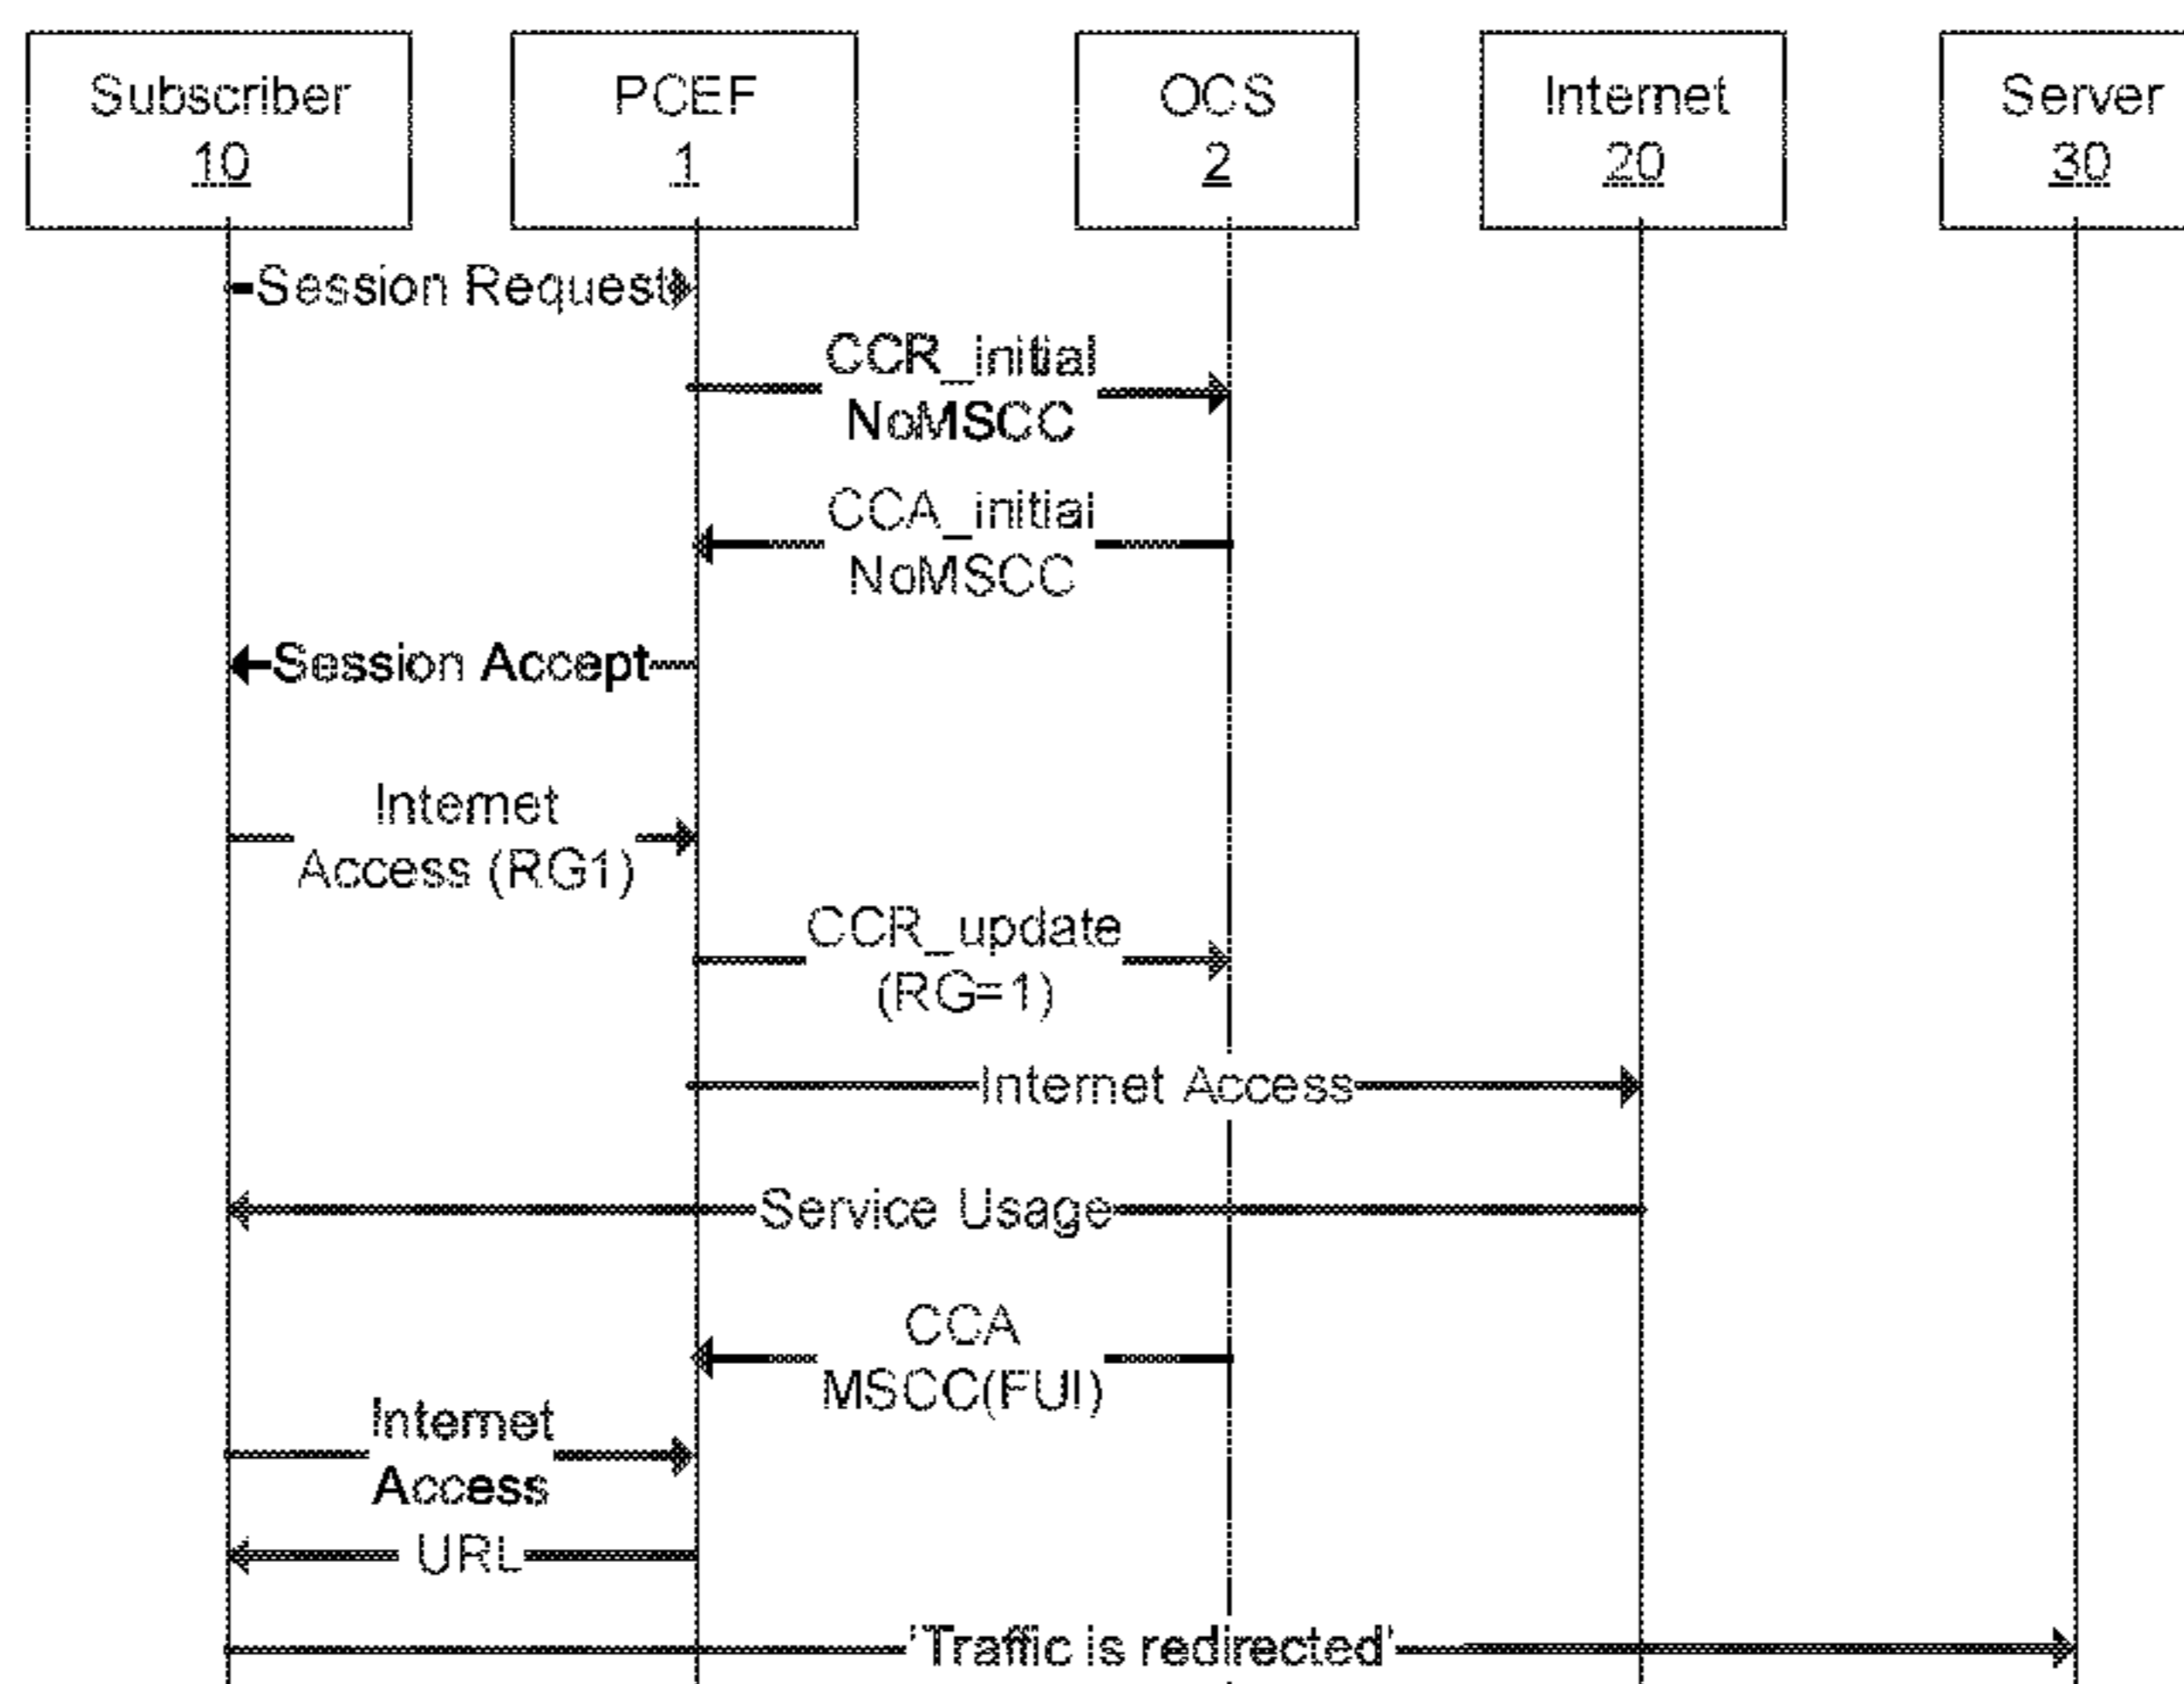 Subscriber
10
PCEF
1
OCS
2
Internet
20
Server
30
Session Request
CCR_initial
NoMSCC
CCA_initial
NoMSCC
Session Accept
Internet
Access (RG1)
CCR_update
(RG=1)
Internet Access
Service Usage
CCA
MSCC(FUI)
Internet
Access
URL
'Traffic is redirected'